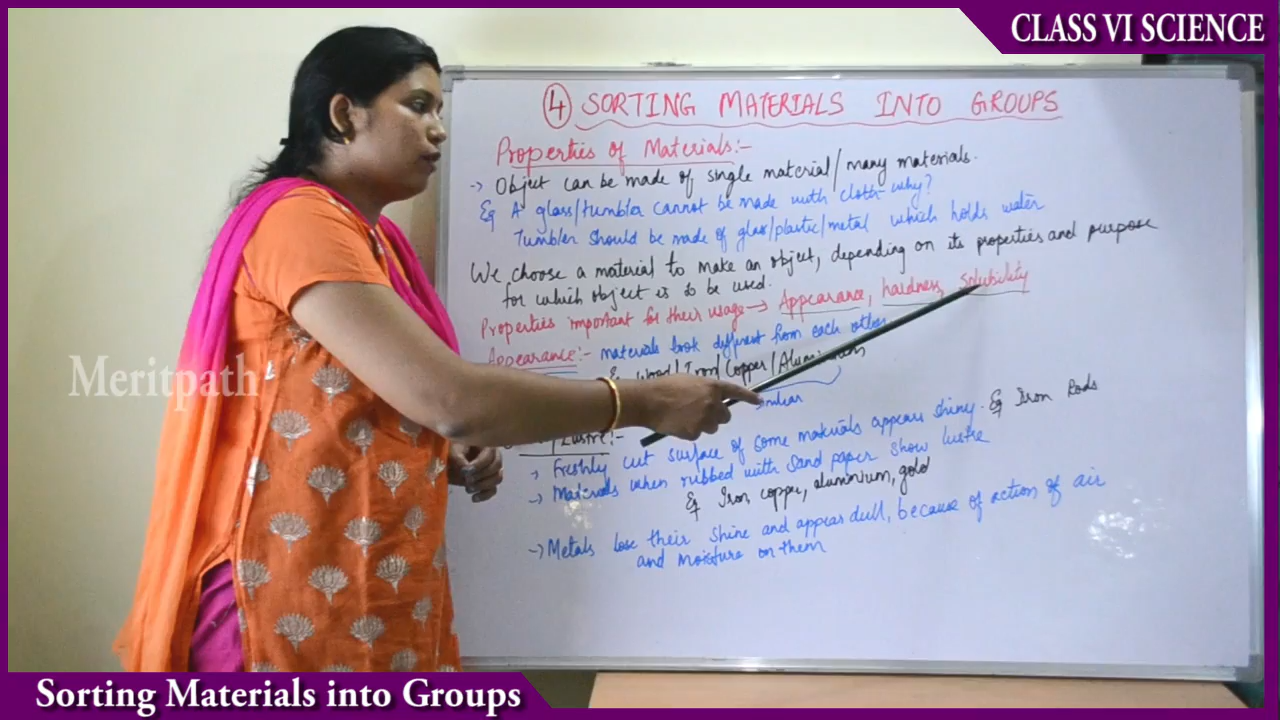 CLASS VI SCIENCE
4 SORTING MATERIALS INTO GROUPS
Properties of Materials:-
-> Object can be made of single material/many materials.
Eg A glass/tumbler cannot be made with cloth- why?
Tumbler should be made of glass/plastic/metal which holds water
We choose a material to make an object, depending on its properties and purpose
for which object is to be used.
Properties important for their usage -> Appearance, hardness, solubility
Appearance:- materials look different from each other
Eg wood/Iron/Copper/Aluminium
similar
/Lustre:-
-> Freshly cut surface of some materials appears shiny. Eg Iron Rods
-> Materials when rubbed with sand paper show lustre
Eg Iron copper, aluminium, gold
-> Metals lose their shine and appear dull, because of action of air
and moisture on them
Meritpath
Sorting Materials into Groups